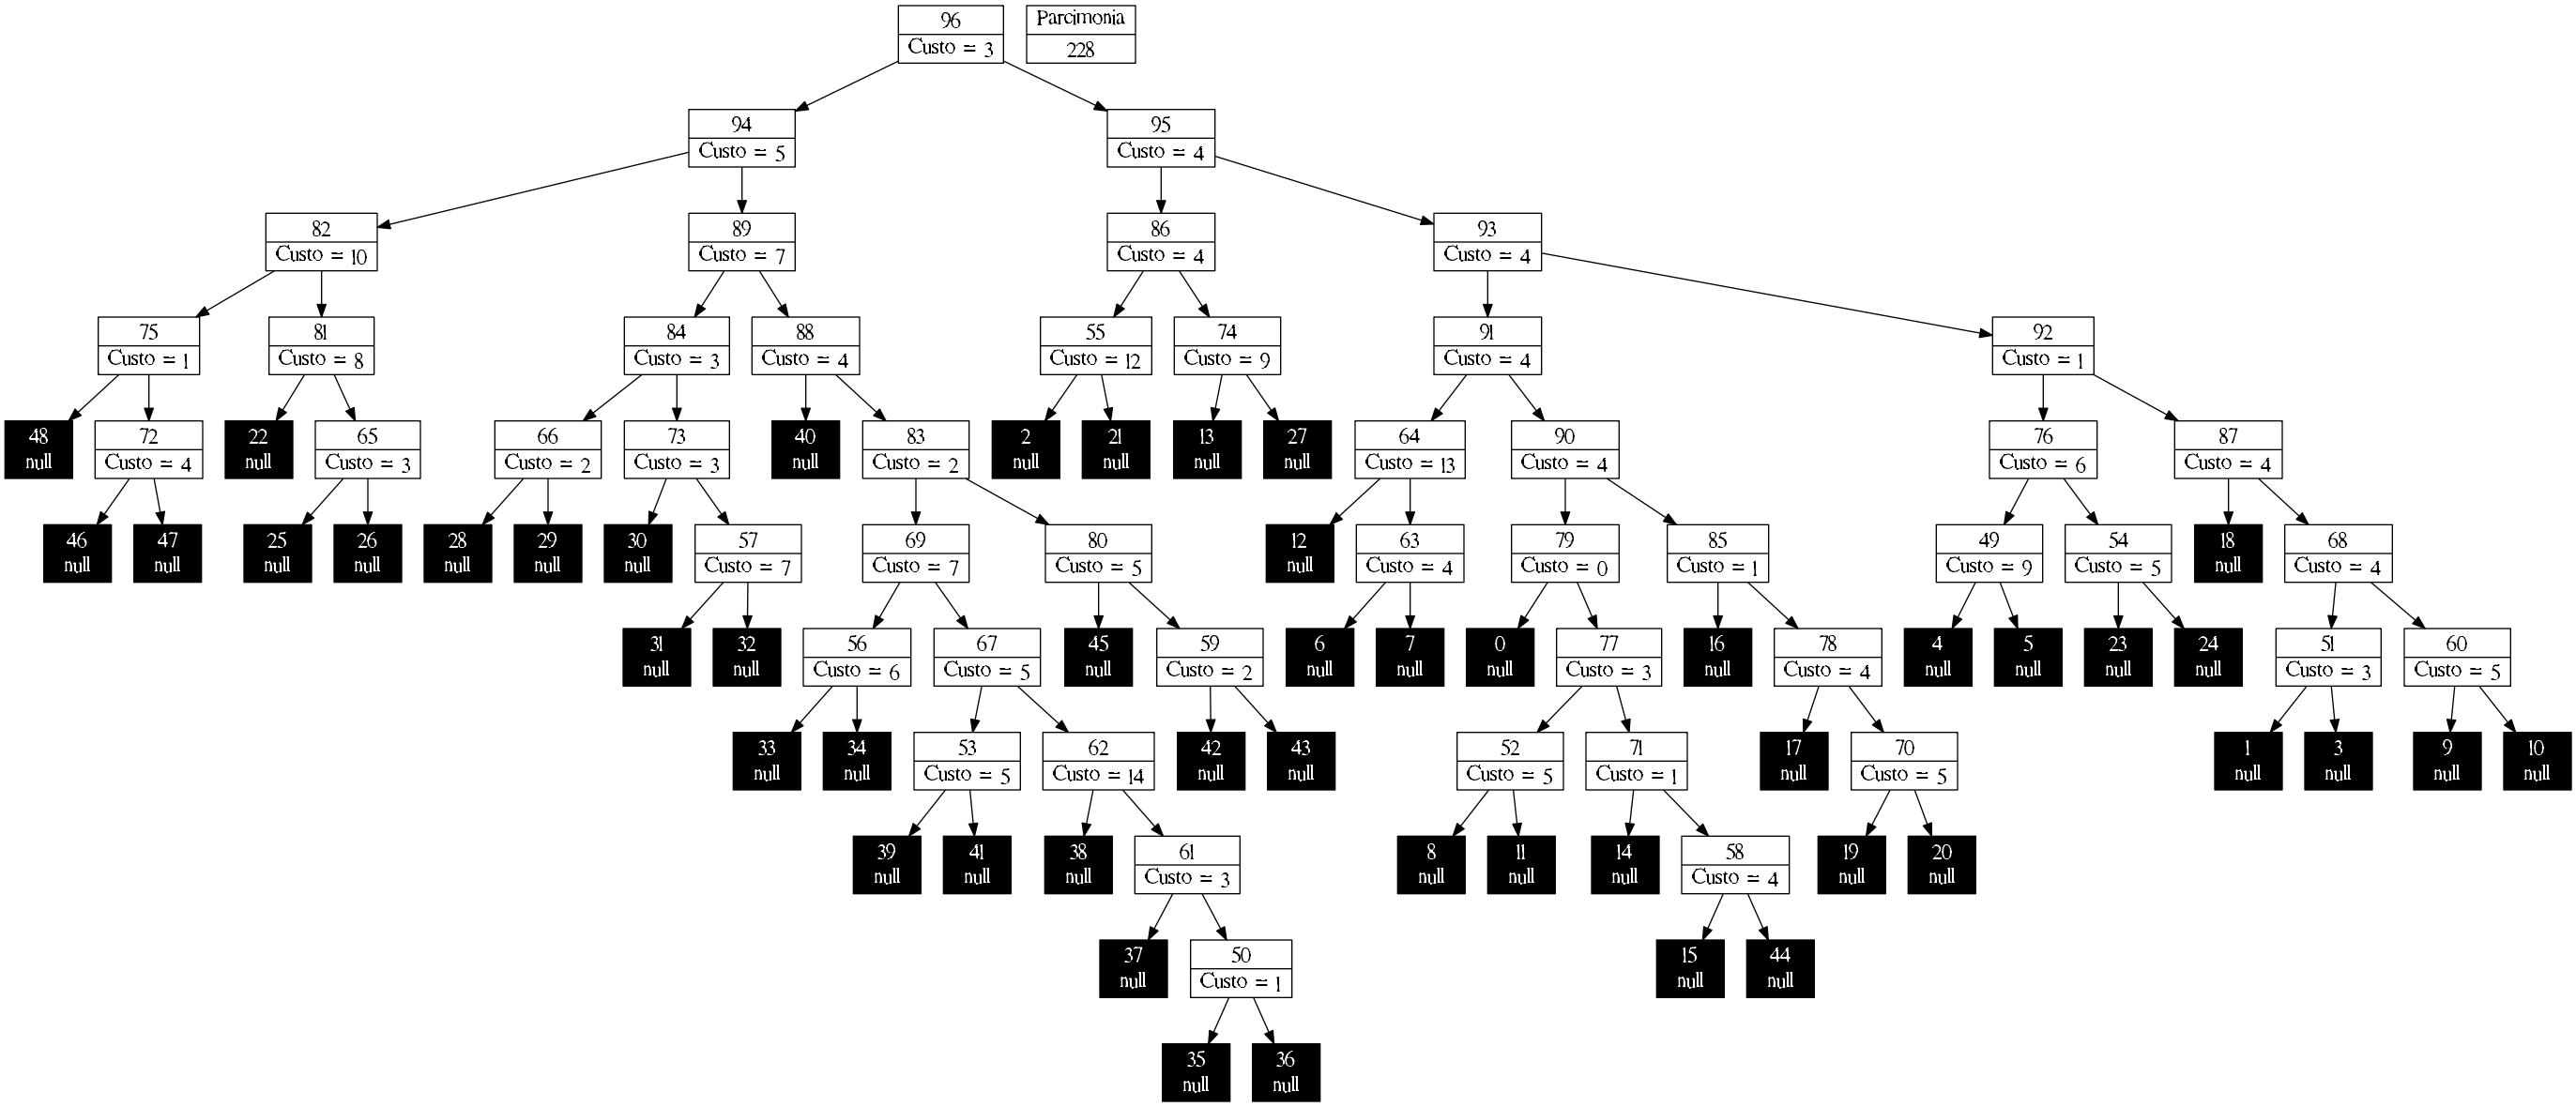 96
Custo = 3
Parcimonia
228
94
Custo = 5
95
Custo = 4
82
Custo = 10
89
Custo = 7
86
Custo = 4
93
Custo = 4
75
Custo = 1
81
Custo = 8
84
Custo = 3
88
Custo = 4
55
Custo = 12
74
Custo = 9
91
Custo = 4
92
Custo = 1
48
null
72
Custo = 4
22
null
65
Custo = 3
66
Custo = 2
73
Custo = 3
40
null
83
Custo = 2
2
null
21
null
13
null
27
null
64
Custo = 13
90
Custo = 4
76
Custo = 6
87
Custo = 4
46
null
47
null
25
null
26
null
28
null
29
null
30
null
57
Custo = 7
69
Custo = 7
80
Custo = 5
12
null
63
Custo = 4
79
Custo = 0
85
Custo = 1
49
Custo = 9
54
Custo = 5
18
null
68
Custo = 4
31
null
32
null
56
Custo = 6
67
Custo = 5
45
null
59
Custo = 2
6
null
7
null
0
null
77
Custo = 3
16
null
78
Custo = 4
4
null
5
null
23
null
24
null
51
Custo = 3
60
Custo = 5
33
null
34
null
53
Custo = 5
62
Custo = 14
42
null
43
null
52
Custo = 5
71
Custo = 1
17
null
70
Custo = 5
1
null
3
null
9
null
10
null
39
null
41
null
38
null
61
Custo = 3
8
null
11
null
14
null
58
Custo = 4
19
null
20
null
37
null
50
Custo = 1
15
null
44
null
35
null
36
null